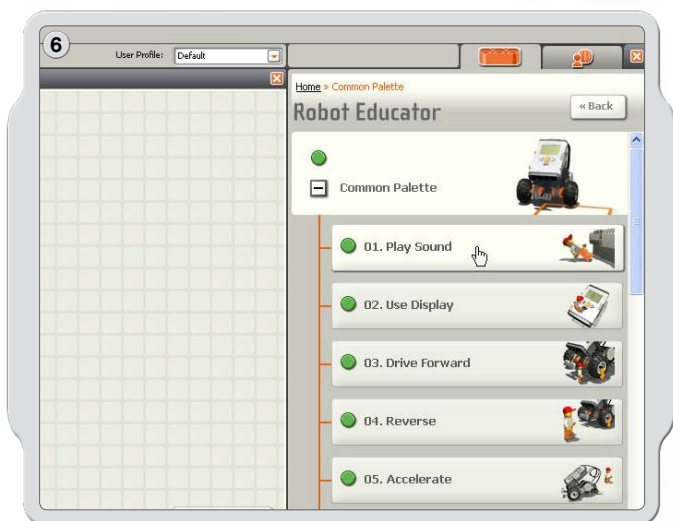 6
User Profile: Default
Home » Common Palette
Robot Educator
« Back
Common Palette
01. Play Sound
02. Use Display
03. Drive Forward
04. Reverse
05. Accelerate